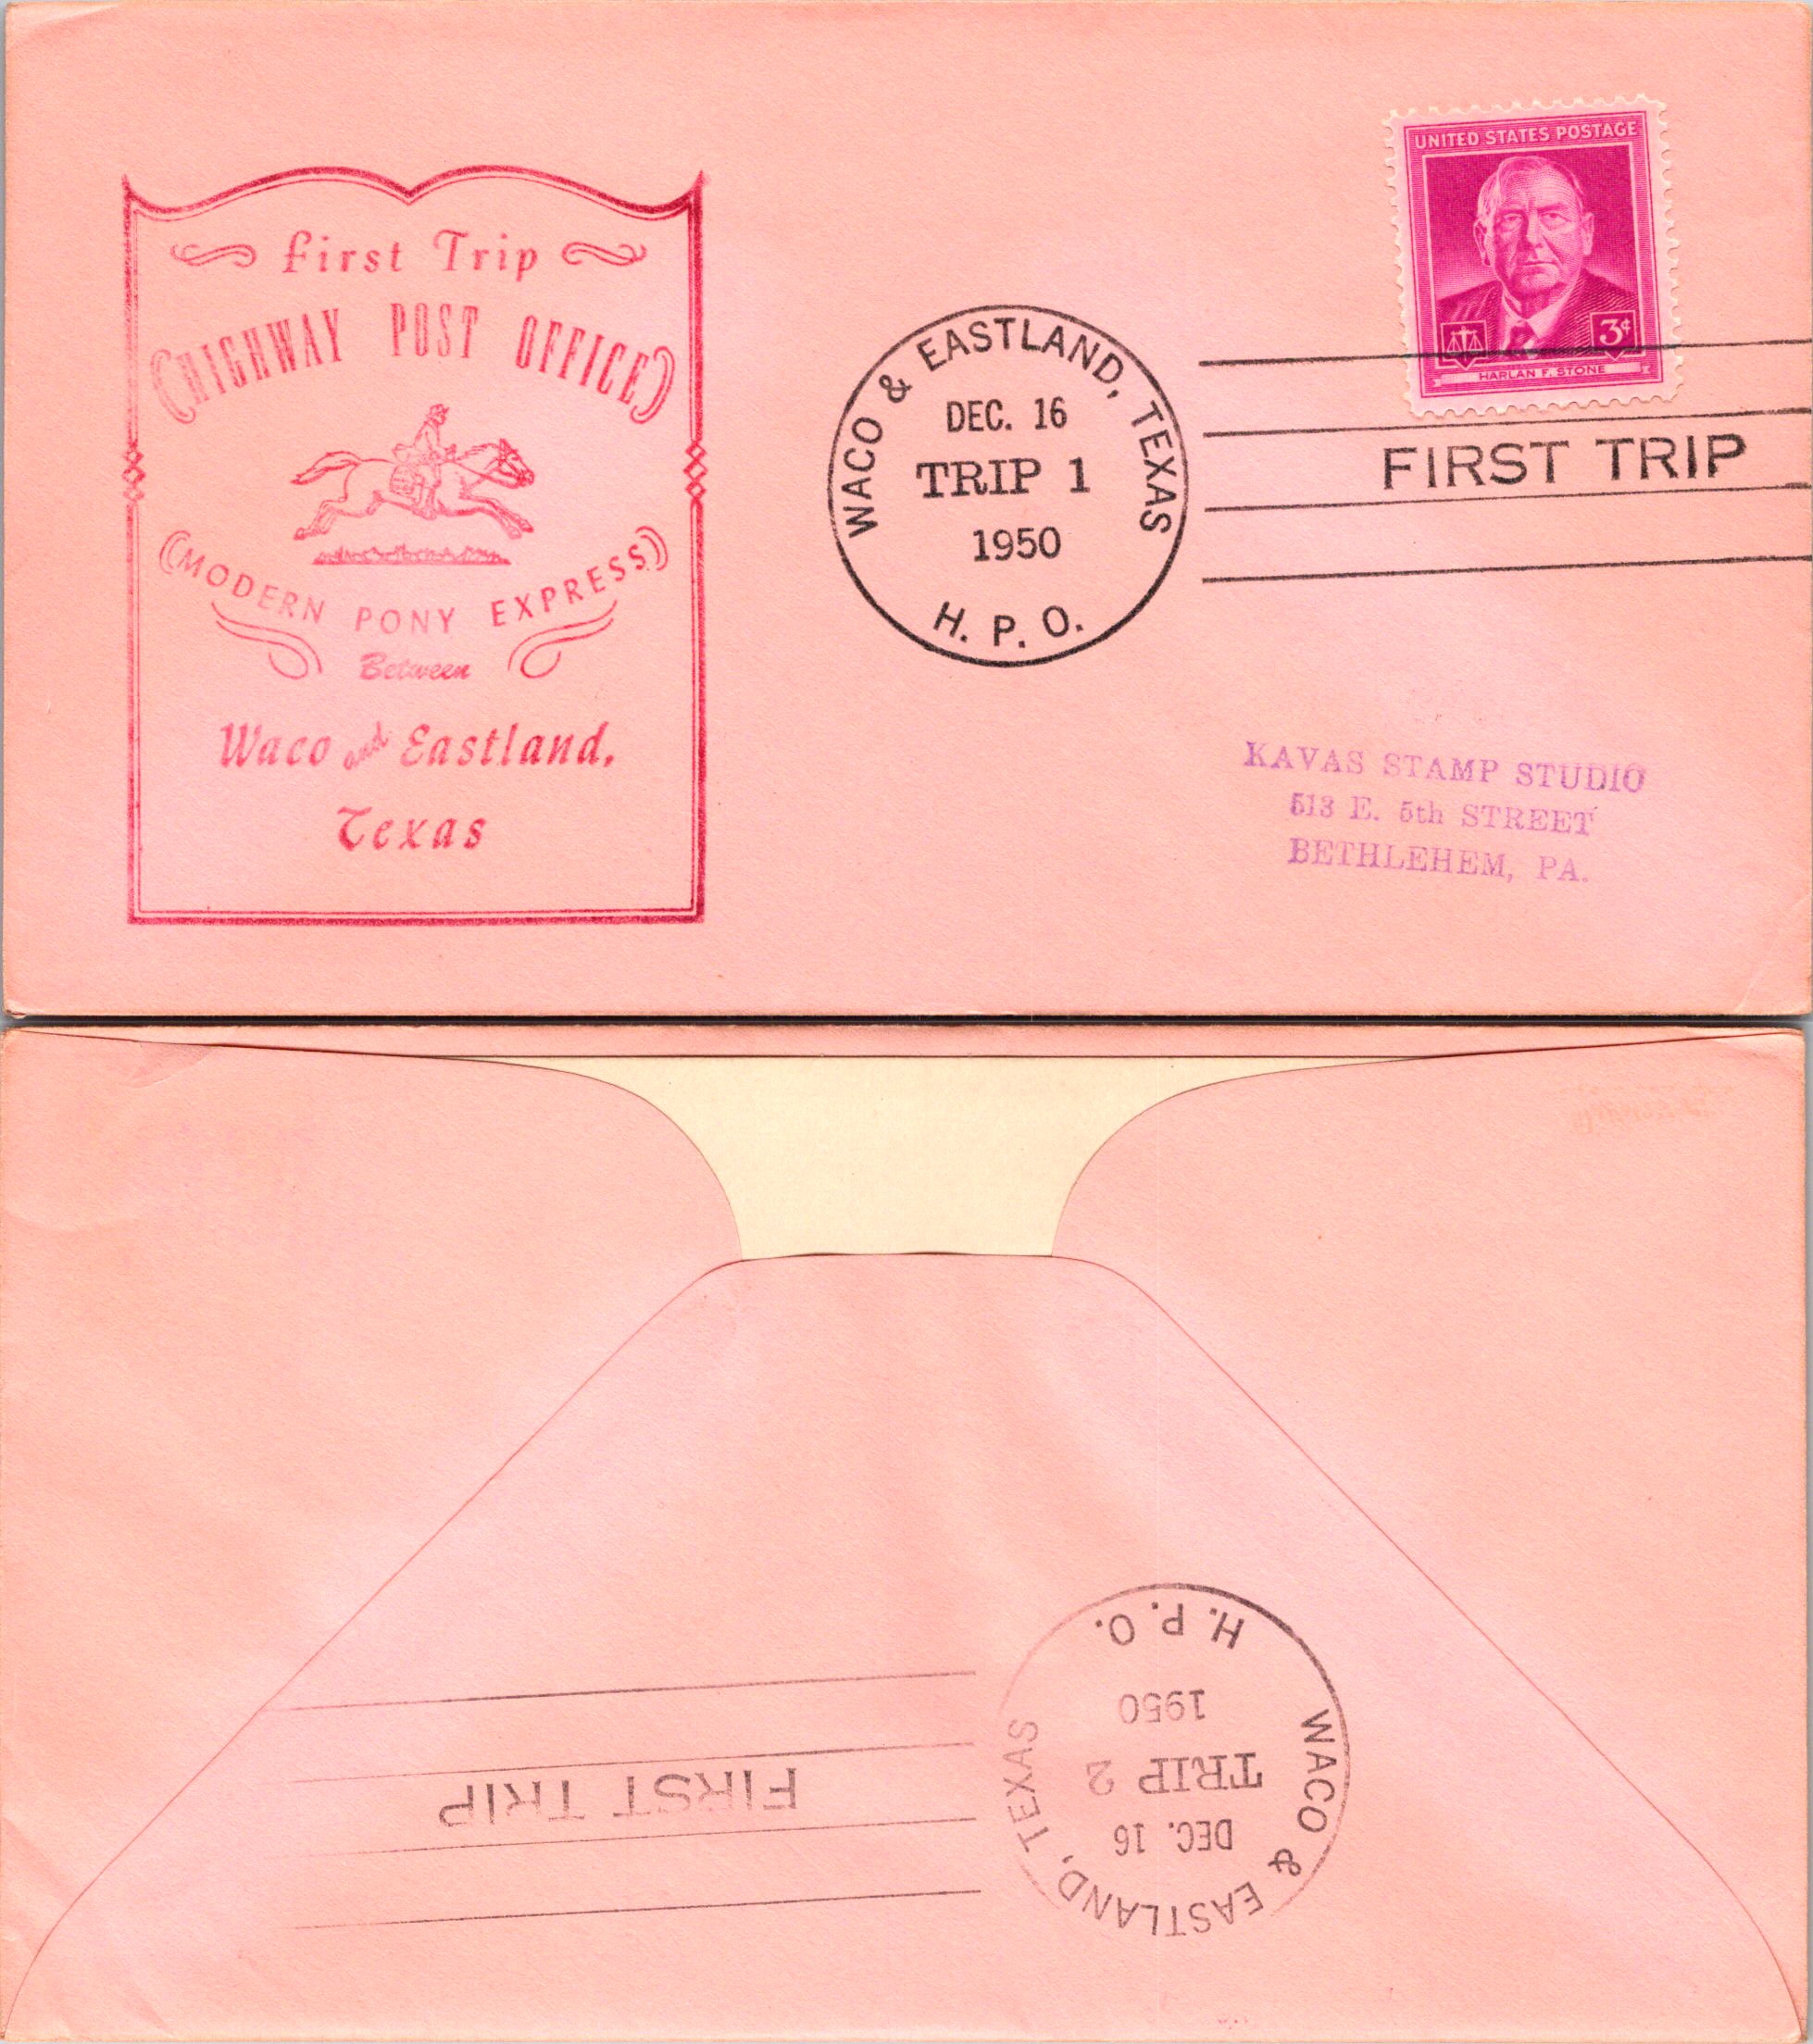 First Trip
HIGHWAY POST OFFICE
MODERN PONY EXPRESS
Between
Waco and Eastland,
Texas
WACO & EASTLAND, TEXAS
DEC. 16
TRIP 1
1950
H. P. O.
UNITED STATES POSTAGE
3¢
HARLAN F. STONE
FIRST TRIP
KAVAS STAMP STUDIO
513 E. 5th STREET
BETHLEHEM, PA.
WACO & EASTLAND, TEXAS
DEC. 16
TRIP 2
1950
H. P. O.
FIRST TRIP